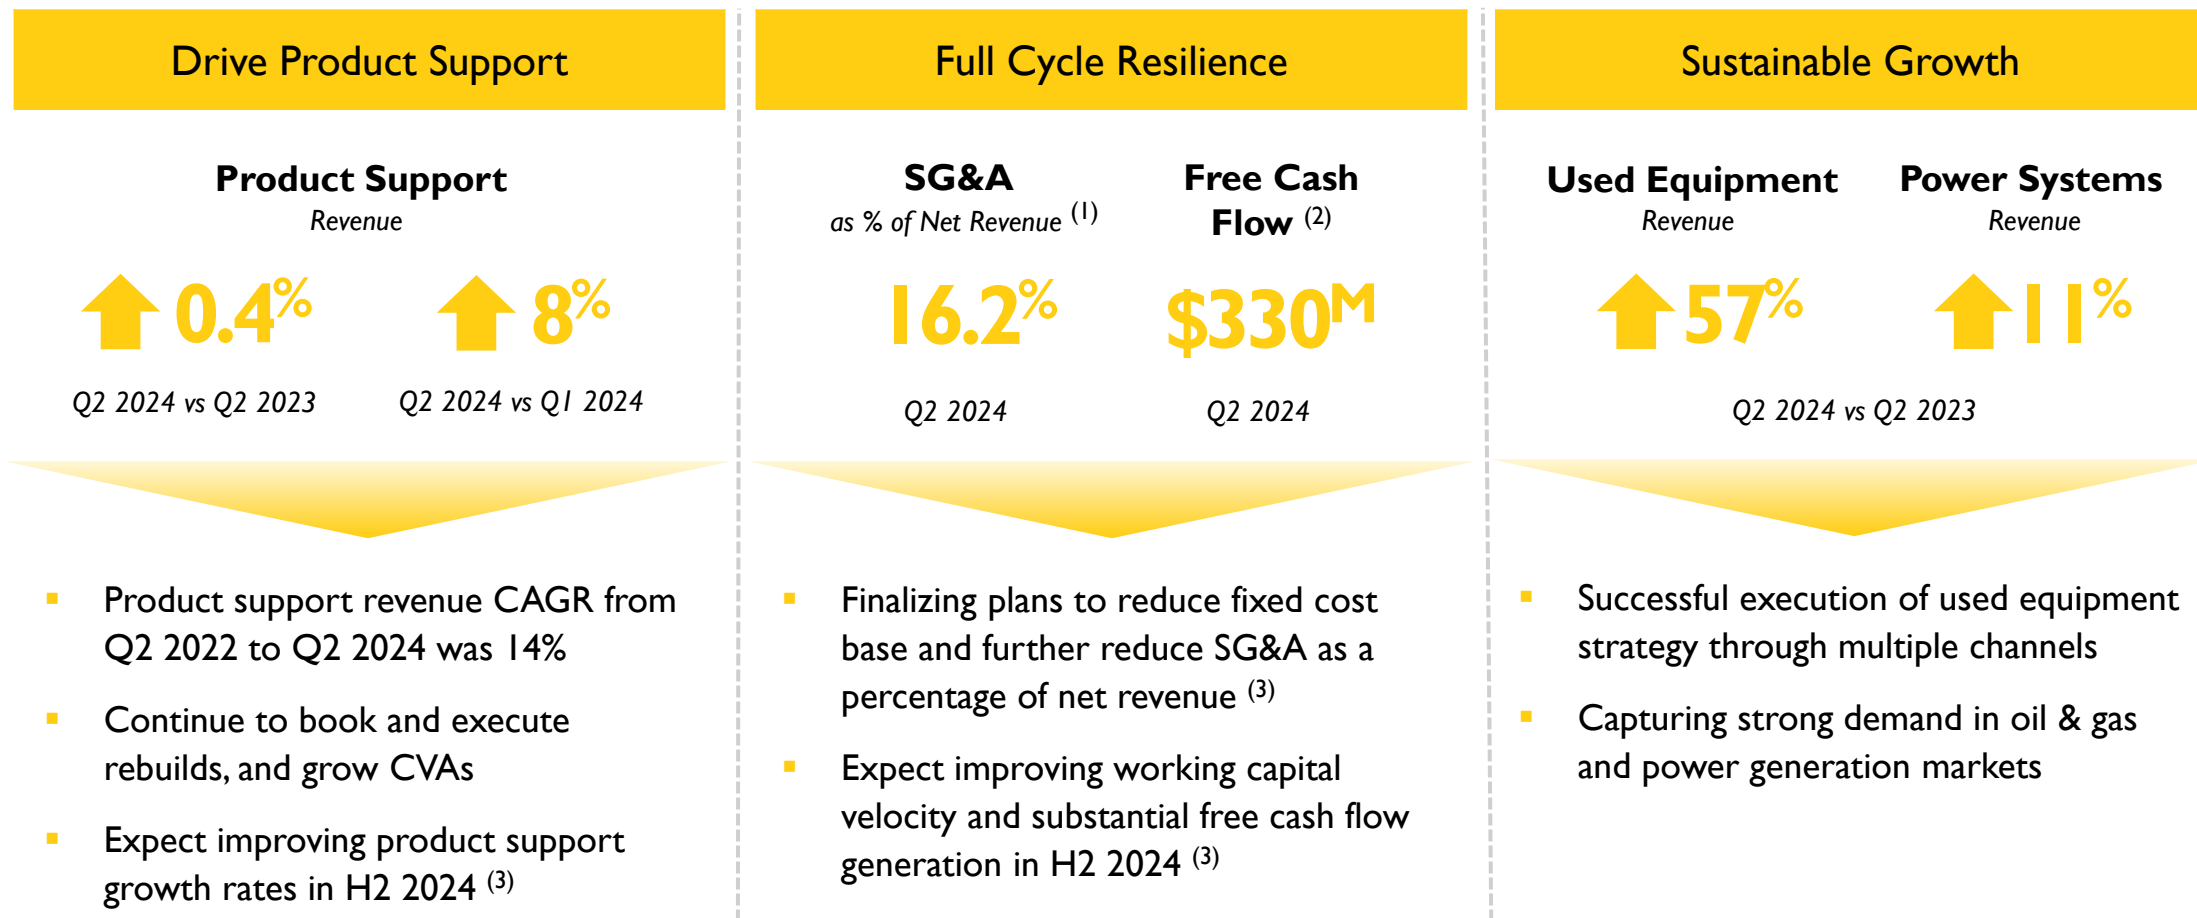 Drive Product Support
Product Support
Revenue
0.4%
8%
Q2 2024 vs Q2 2023
Q2 2024 vs Q1 2024
▪ Product support revenue CAGR from
Q2 2022 to Q2 2024 was 14%
▪ Continue to book and execute
rebuilds, and grow CVAs
▪ Expect improving product support
growth rates in H2 2024 (3)
Full Cycle Resilience
SG&A
as % of Net Revenue (1)
16.2%
Q2 2024
Free Cash
Flow (2)
$330M
Q2 2024
▪ Finalizing plans to reduce fixed cost
base and further reduce SG&A as a
percentage of net revenue (3)
▪ Expect improving working capital
velocity and substantial free cash flow
generation in H2 2024 (3)
Sustainable Growth
Used Equipment
Revenue
57%
Power Systems
Revenue
11%
Q2 2024 vs Q2 2023
▪ Successful execution of used equipment
strategy through multiple channels
▪ Capturing strong demand in oil & gas
and power generation markets